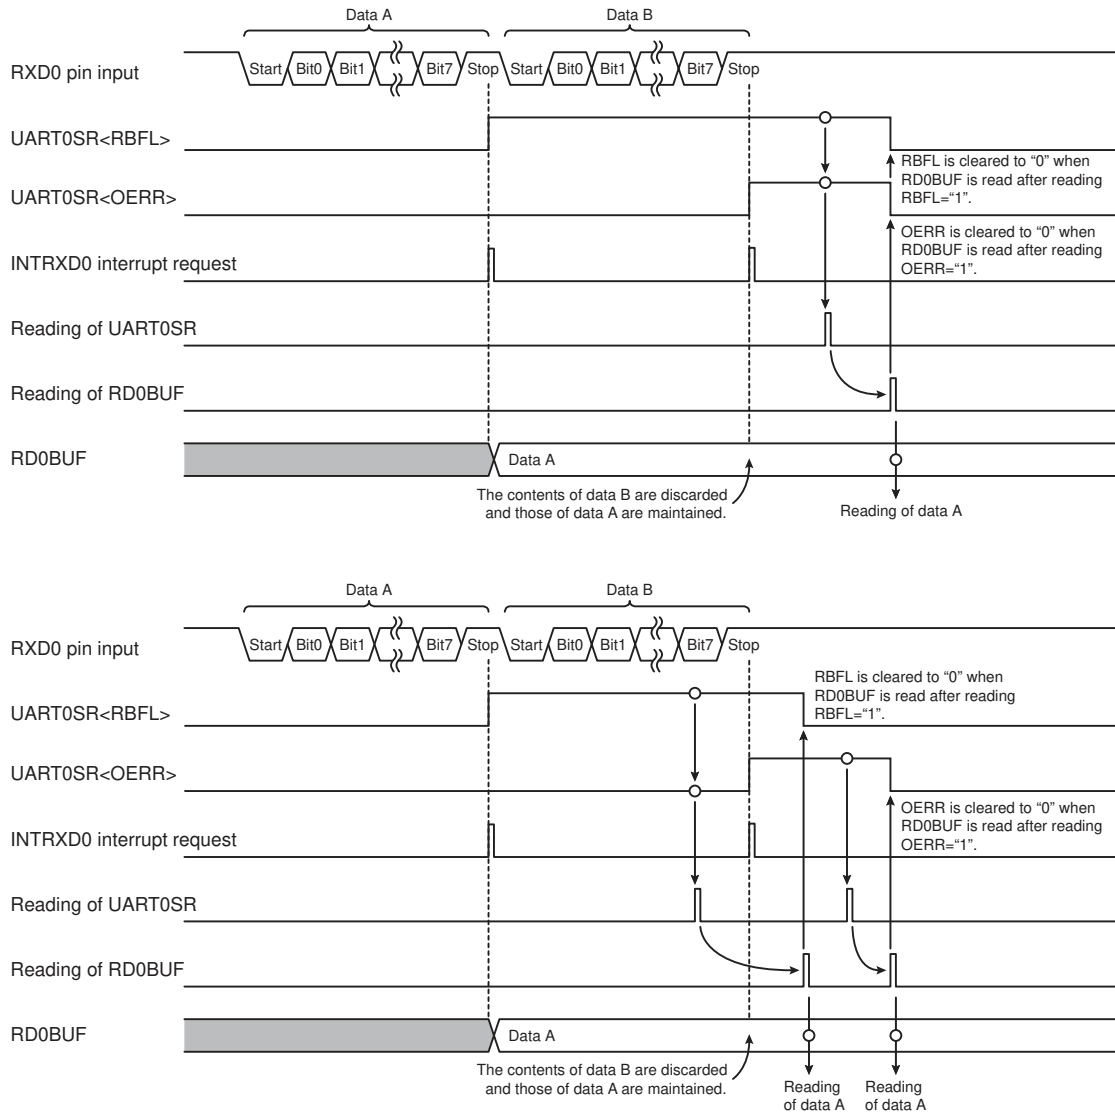 Data A
Data B
RXD0 pin input
Start
Bit0
Bit1
Bit7
Stop
Start
Bit0
Bit1
Bit7
Stop
UART0SR<RBFL>
RBFL is cleared to “0” when
RD0BUF is read after reading
RBFL=“1”.
UART0SR<OERR>
OERR is cleared to “0” when
RD0BUF is read after reading
OERR=“1”.
INTRXD0 interrupt request
Reading of UART0SR
Reading of RD0BUF
RD0BUF
Data A
The contents of data B are discarded
and those of data A are maintained.
Reading of data A
Data A
Data B
RXD0 pin input
Start
Bit0
Bit1
Bit7
Stop
Start
Bit0
Bit1
Bit7
Stop
RBFL is cleared to “0” when
RD0BUF is read after reading
RBFL=“1”.
UART0SR<RBFL>
UART0SR<OERR>
OERR is cleared to “0” when
RD0BUF is read after reading
OERR=“1”.
INTRXD0 interrupt request
Reading of UART0SR
Reading of RD0BUF
RD0BUF
Data A
The contents of data B are discarded
and those of data A are maintained.
Reading
of data A
Reading
of data A